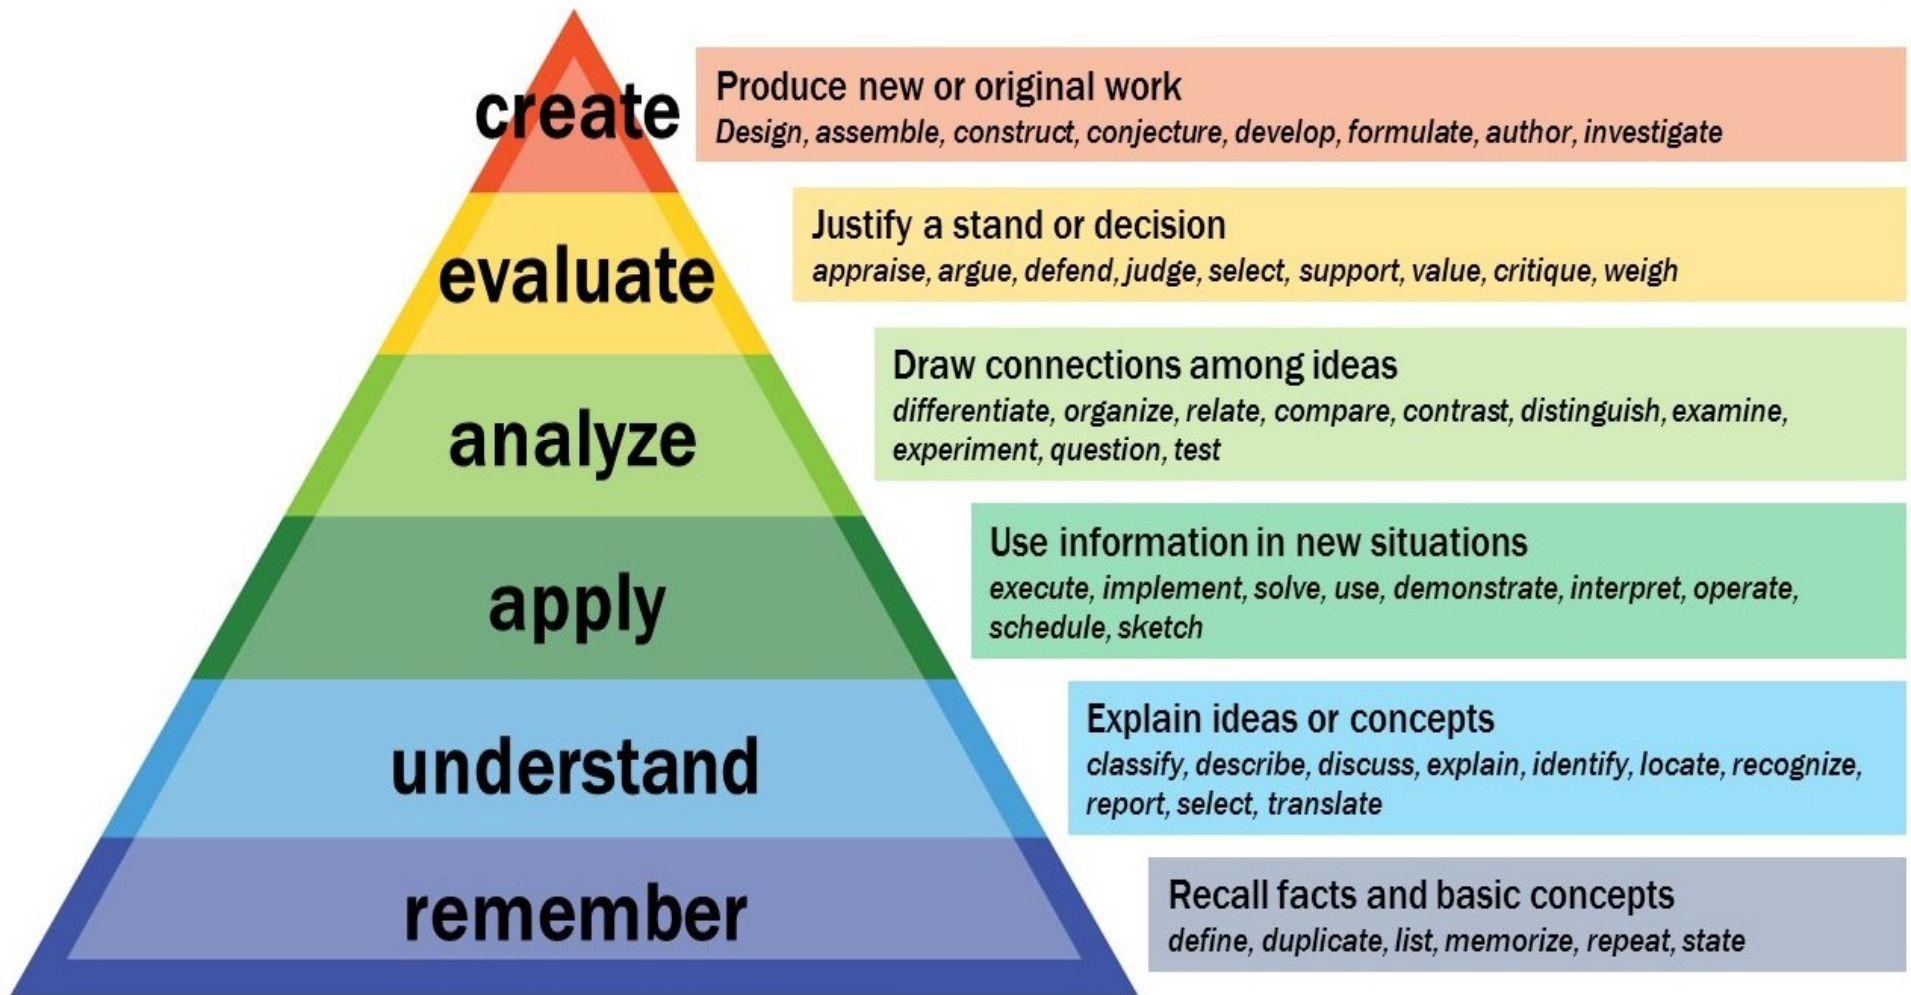 create
Produce new or original work
Design, assemble, construct, conjecture, develop, formulate, author, investigate
evaluate
Justify a stand or decision
appraise, argue, defend, judge, select, support, value, critique, weigh
analyze
Draw connections among ideas
differentiate, organize, relate, compare, contrast, distinguish, examine,
experiment, question, test
apply
Use information in new situations
execute, implement, solve, use, demonstrate, interpret, operate,
schedule, sketch
understand
Explain ideas or concepts
classify, describe, discuss, explain, identify, locate, recognize,
report, select, translate
remember
Recall facts and basic concepts
define, duplicate, list, memorize, repeat, state